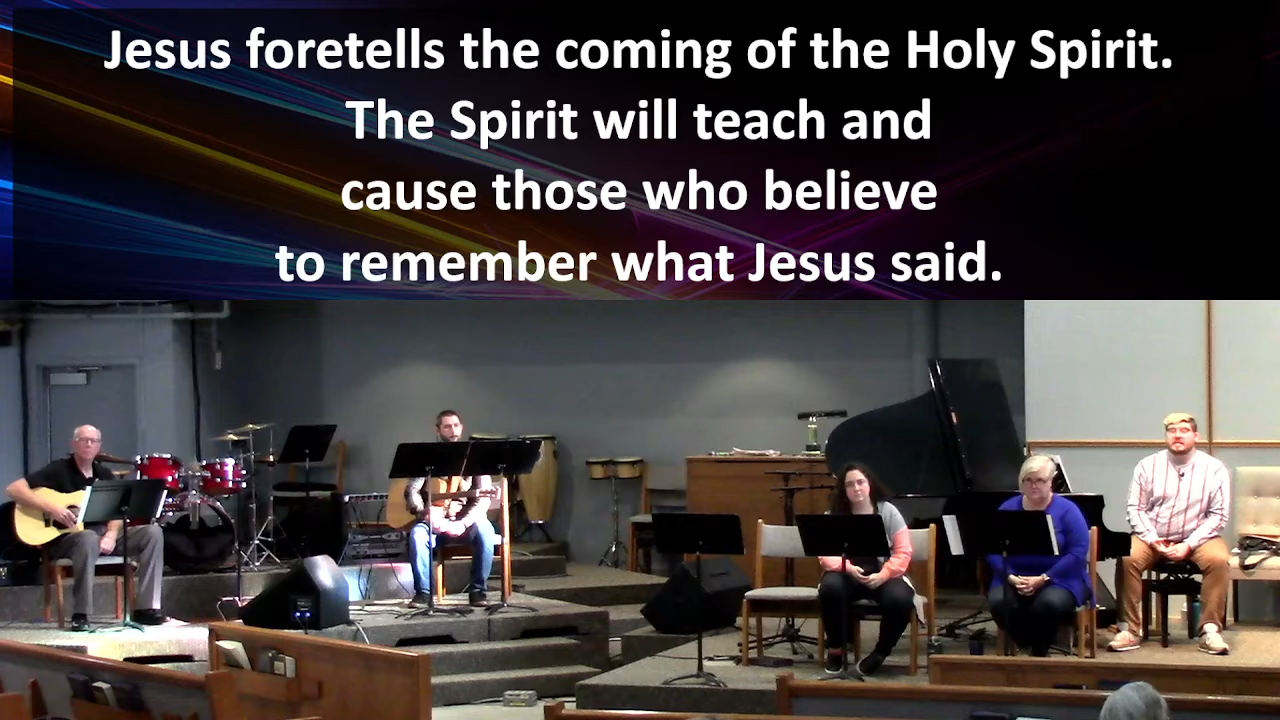 Jesus foretells the coming of the Holy Spirit.
The Spirit will teach and
cause those who believe
to remember what Jesus said.